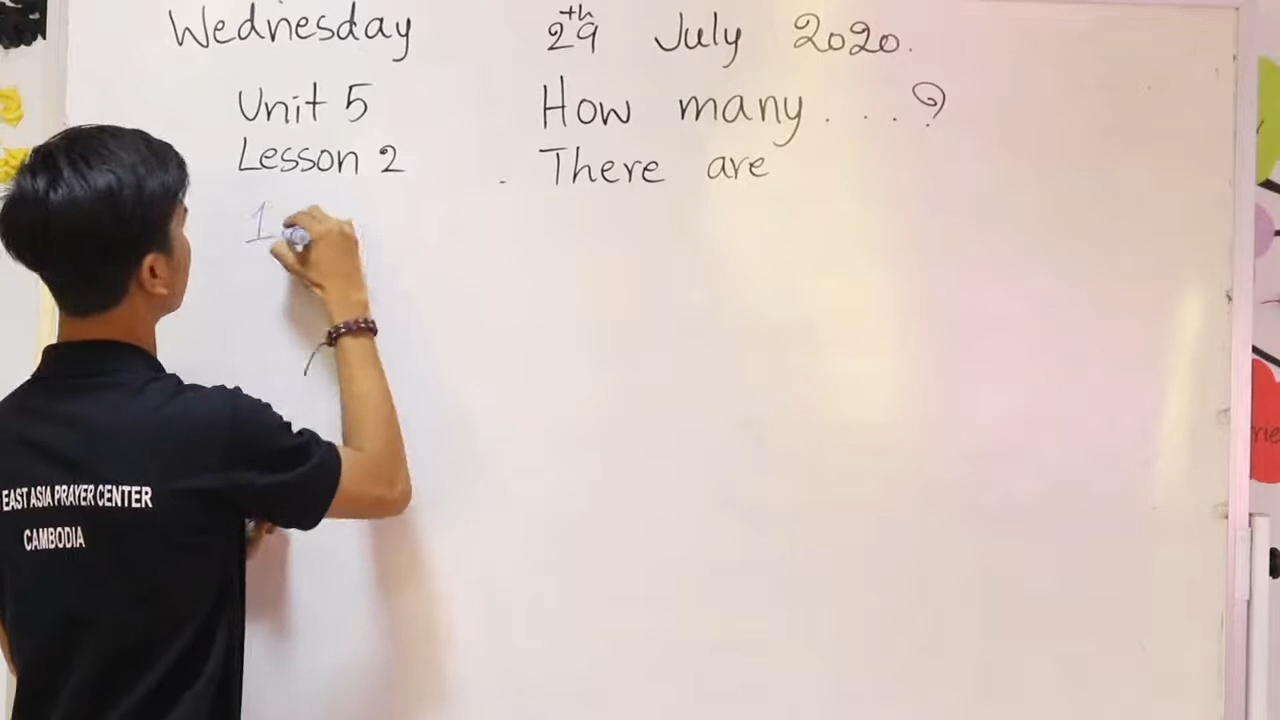 Wednesday 29th July 2020.
Unit 5 How many...?
Lesson 2 . There are
1
EAST ASIA PRAYER CENTER
CAMBODIA